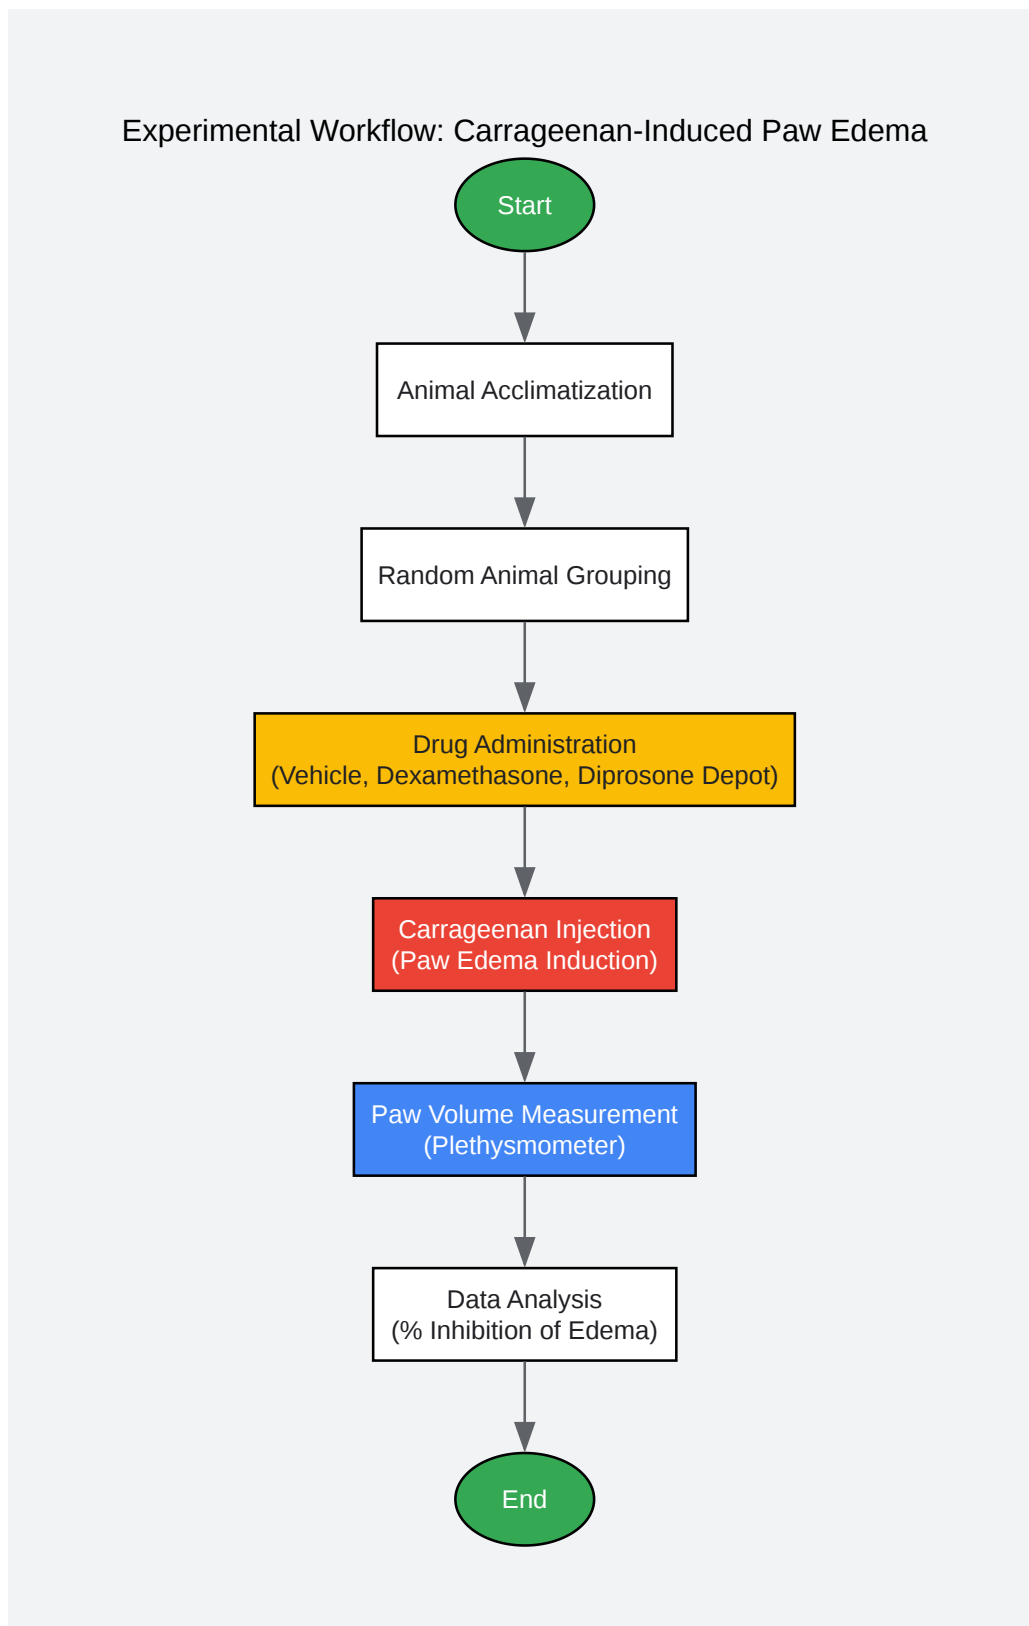 Experimental Workflow: Carrageenan-Induced Paw Edema
Start
Animal Acclimatization
Random Animal Grouping
Drug Administration
(Vehicle, Dexamethasone, Diprosone Depot)
Carrageenan Injection
(Paw Edema Induction)
Paw Volume Measurement
(Plethysmometer)
Data Analysis
(% Inhibition of Edema)
End